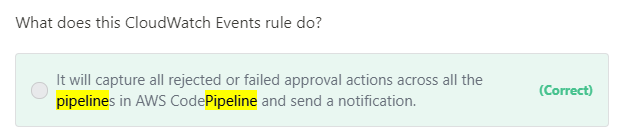 What does this CloudWatch Events rule do?
It will capture all rejected or failed approval actions across all the
pipelines in AWS CodePipeline and send a notification.
(Correct)